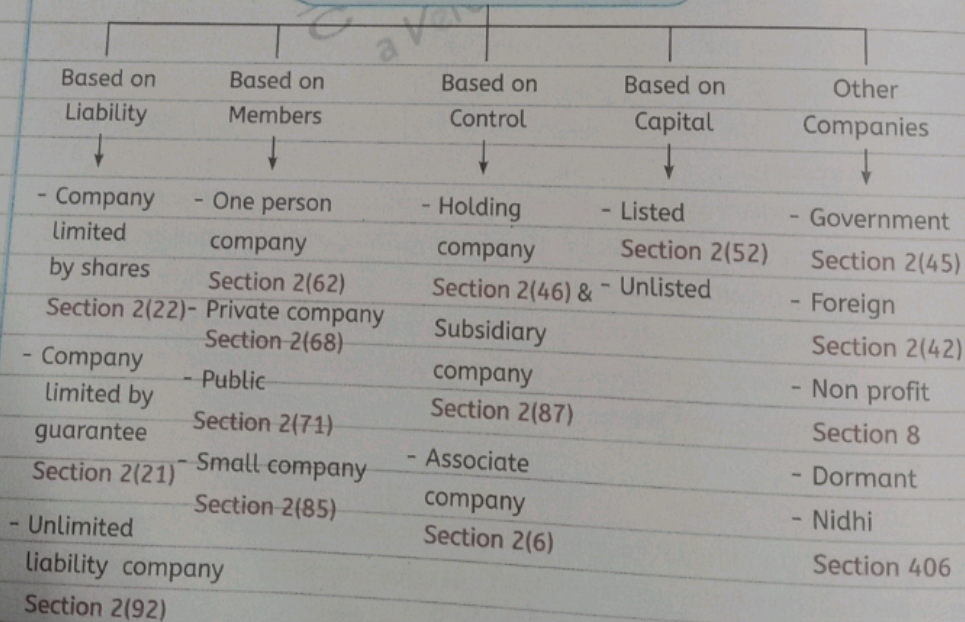 Based on
Liability
- Company
limited
by shares
Section 2(22)
- Company
limited by
guarantee
Section 2(21)
- Unlimited
liability company
Section 2(92)
Based on
Members
- One person
company
Section 2(62)
- Private company
Section 2(68)
- Public
Section 2(71)
- Small company
Section 2(85)
Based on
Control
- Holding
company
Section 2(46) &
Subsidiary
company
Section 2(87)
- Associate
company
Section 2(6)
Based on
Capital
- Listed
Section 2(52)
- Unlisted
Other
Companies
- Government
Section 2(45)
- Foreign
Section 2(42)
- Non profit
Section 8
- Dormant
- Nidhi
Section 406